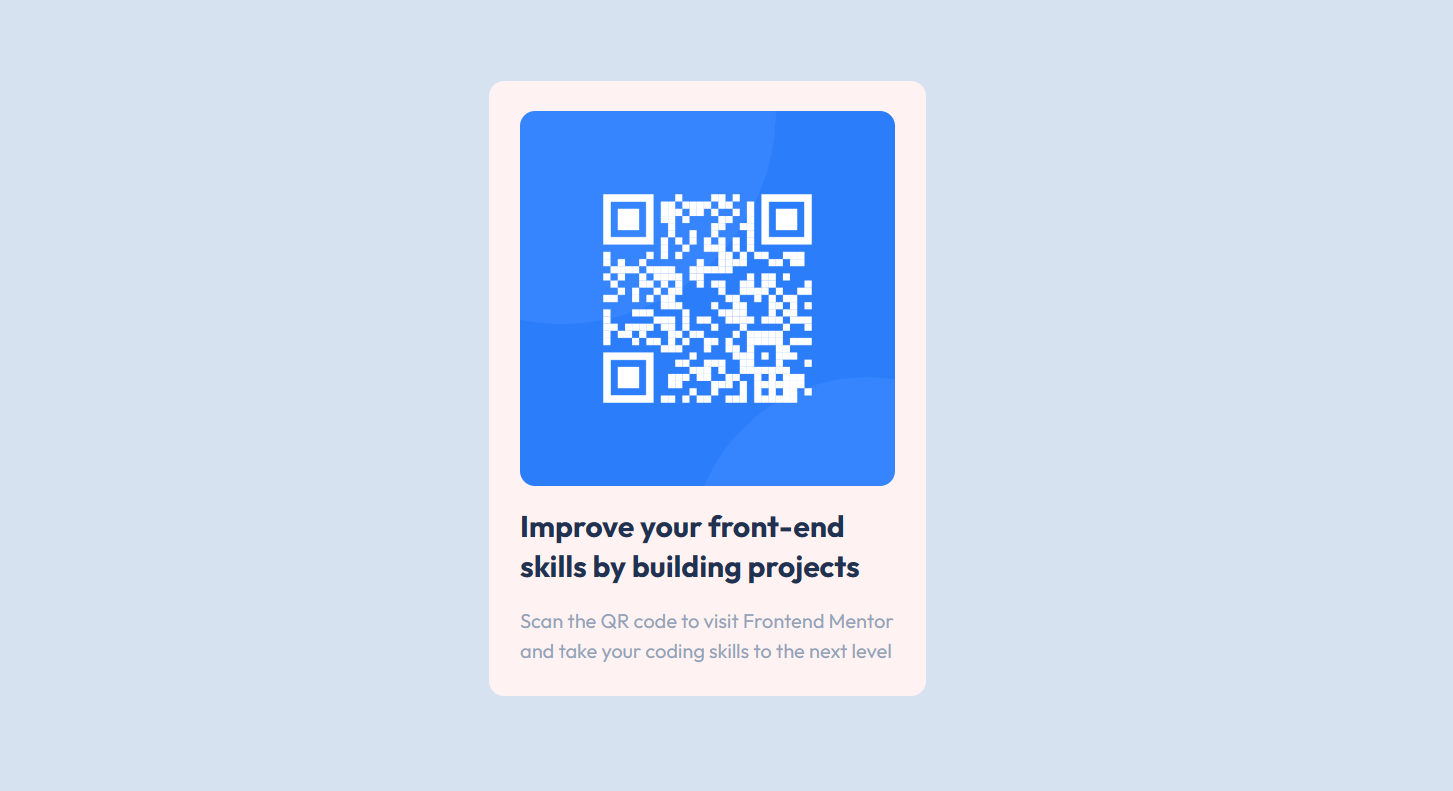 Improve your front-end
skills by building projects
Scan the QR code to visit Frontend Mentor
and take your coding skills to the next level